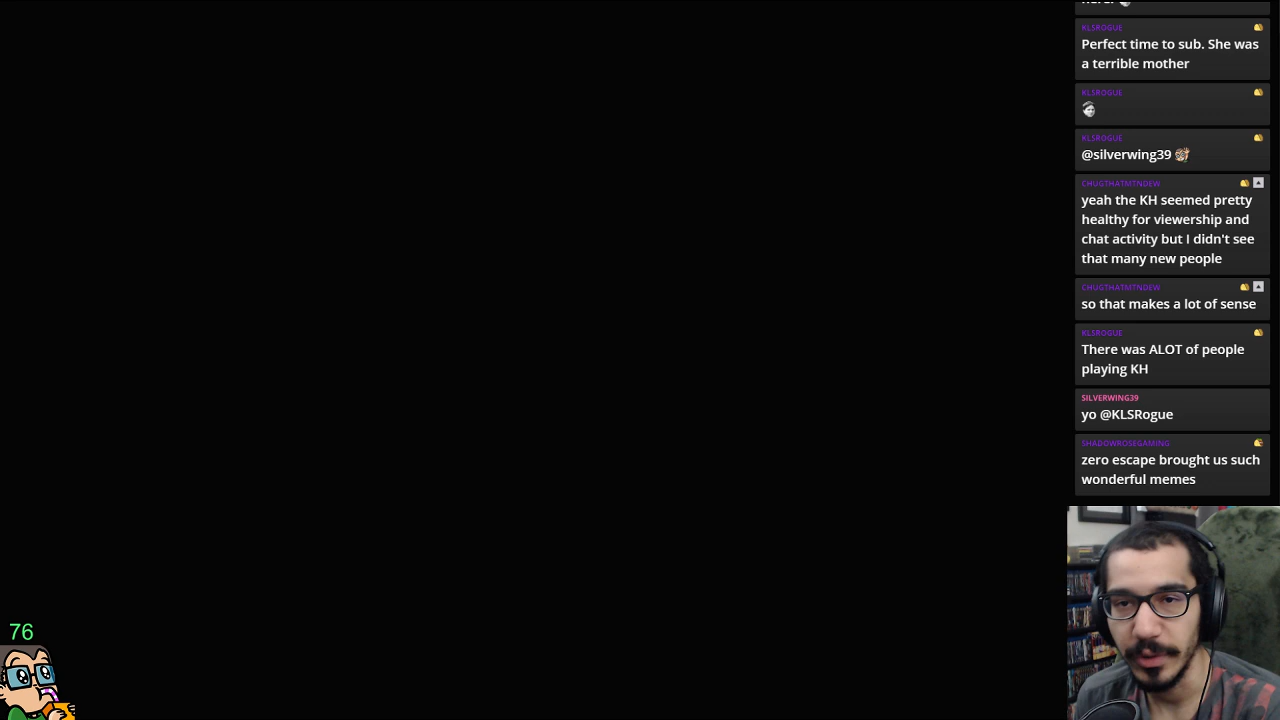 KLSROGUE
Perfect time to sub. She was
a terrible mother
KLSROGUE
KLSROGUE
@silverwing39
CHUGTHATMTNDEW
yeah the KH seemed pretty
healthy for viewership and
chat activity but I didn't see
that many new people
CHUGTHATMTNDEW
so that makes a lot of sense
KLSROGUE
There was ALOT of people
playing KH
SILVERWING39
yo @KLSRogue
SHADOWROSEGAMING
zero escape brought us such
wonderful memes
76